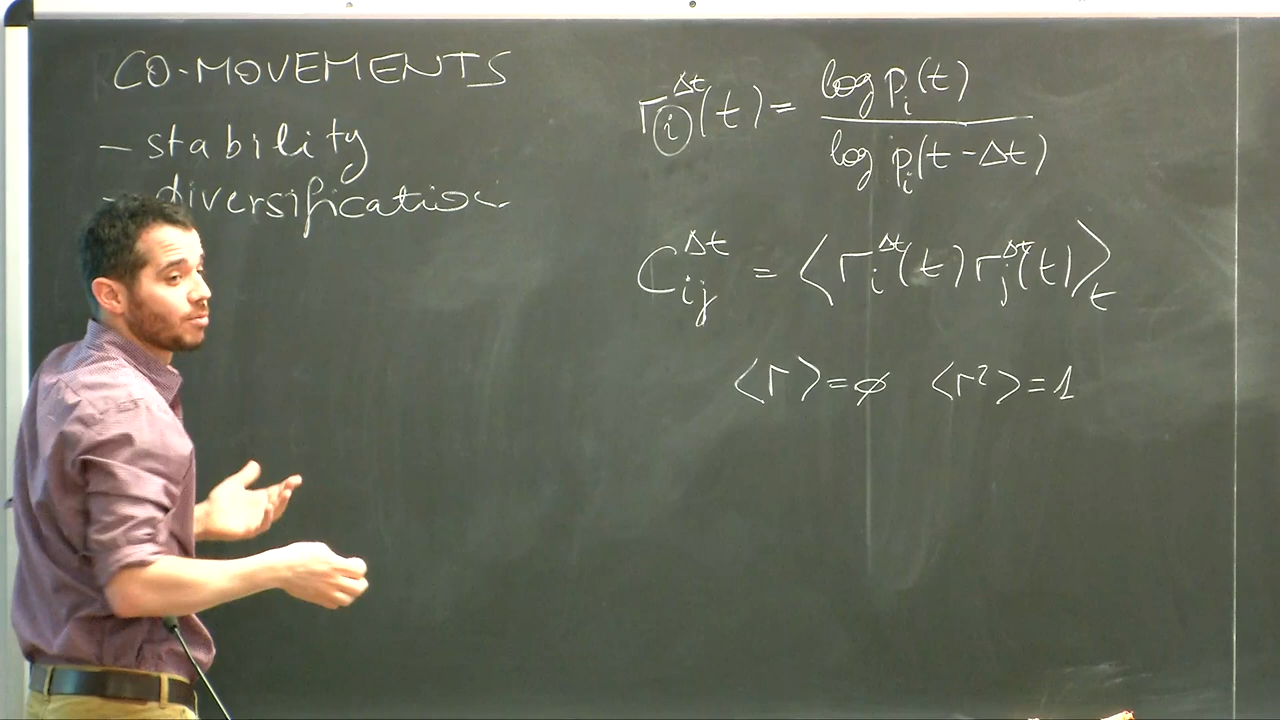 CO-MOVEMENTS
- stability
- diversification
r_i^Δt(t) = log p_i(t) / log p_i(t-Δt)
C_ij^Δt = ⟨r_i^Δt(t) r_j^Δt(t)⟩_t
⟨r⟩=∅ ⟨r²⟩=1